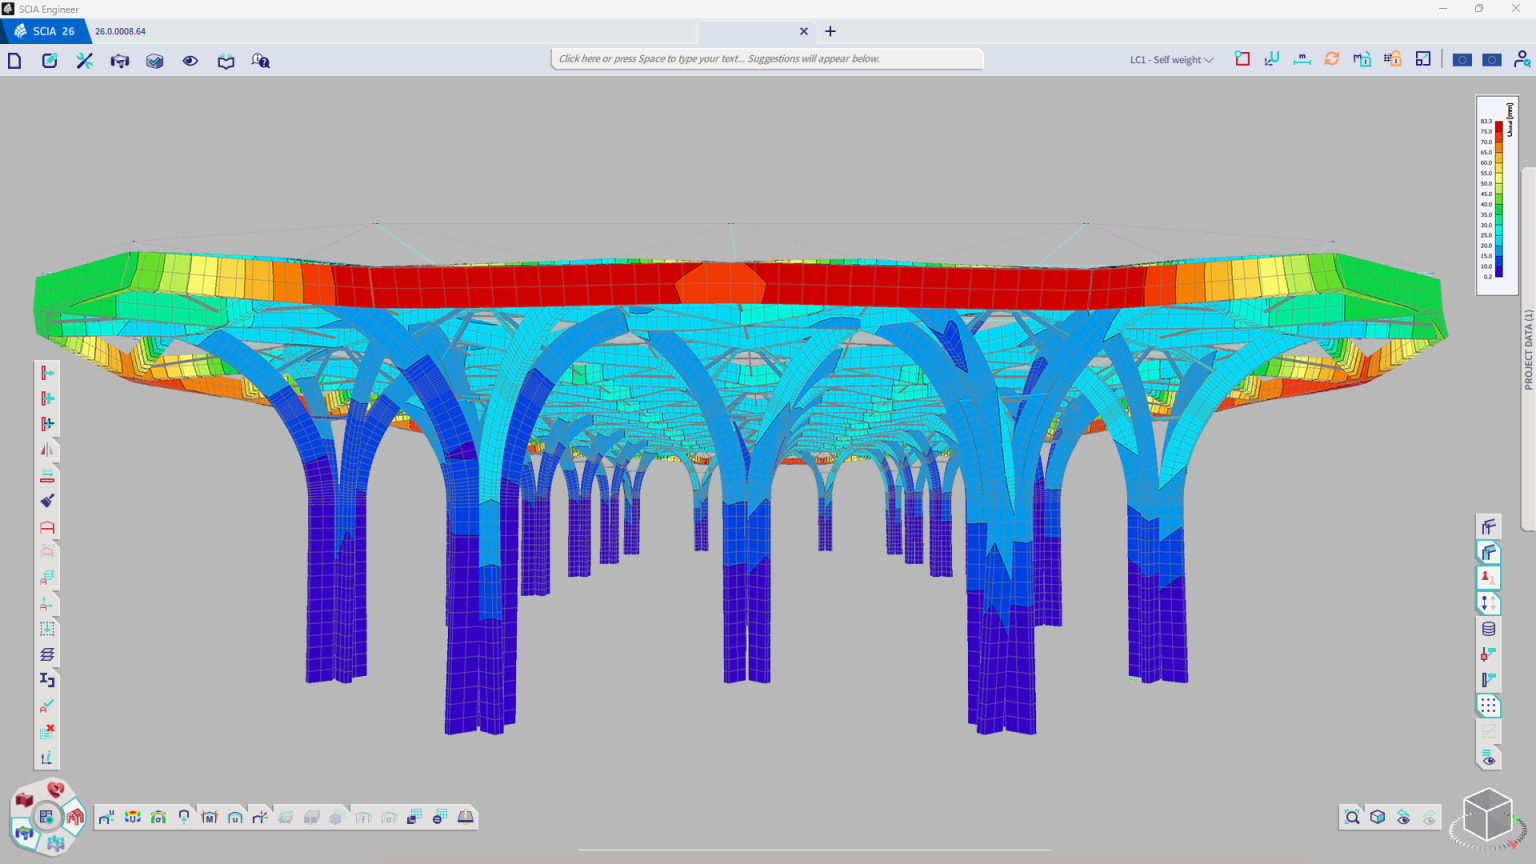 SCIA Engineer
SCIA 26
26.0.0008.64
Click here or press Space to type your text... Suggestions will appear below.
LC1 - Self weight
m
83.3
75.0
70.0
65.0
60.0
55.0
50.0
45.0
40.0
35.0
30.0
25.0
20.0
15.0
10.0
0.2
PROJECT DATA (1)